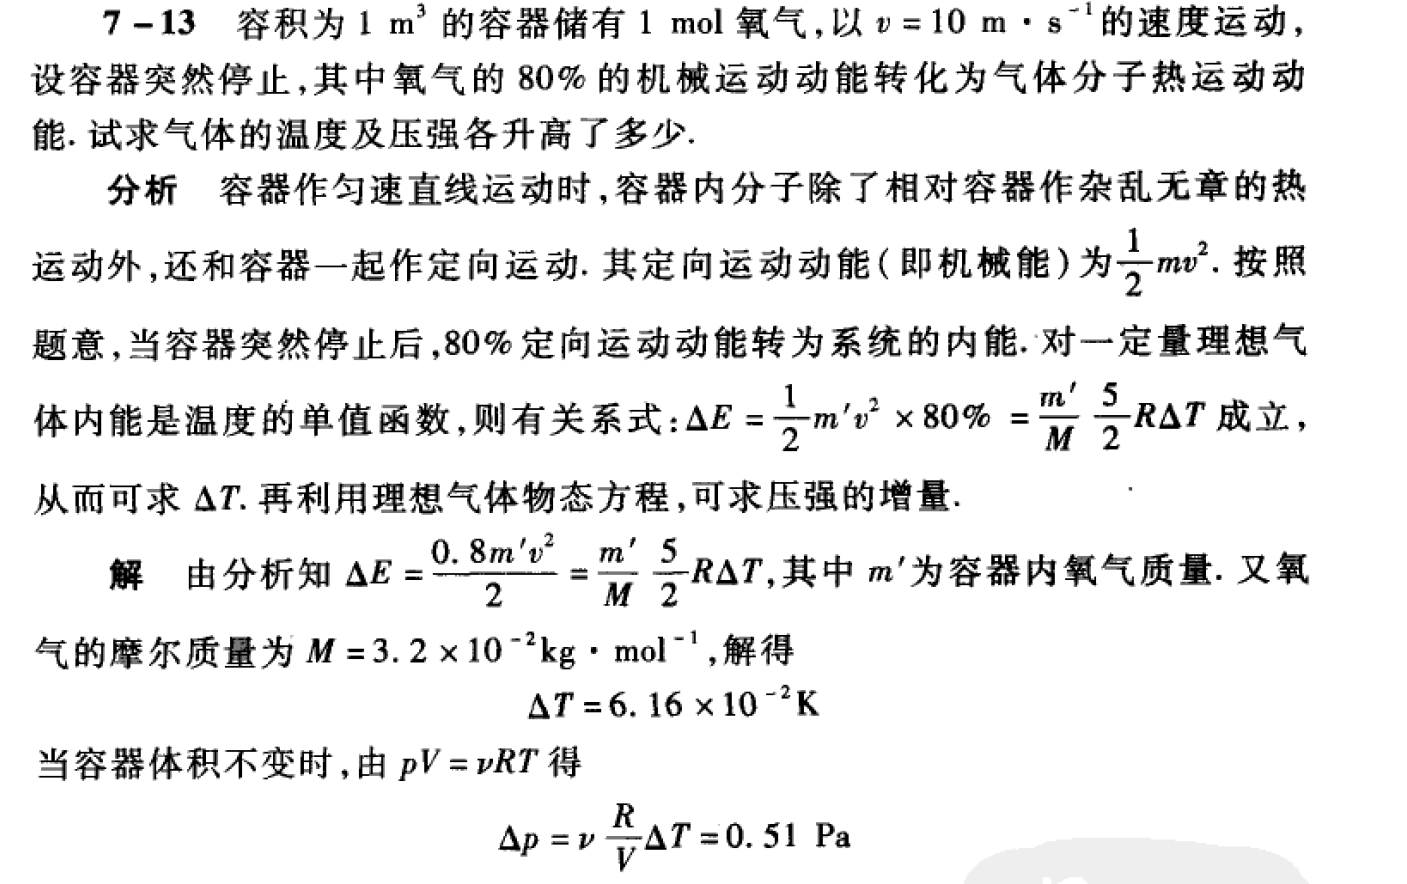 7-13 容积为 1 m³ 的容器储有 1 mol 氧气,以 v = 10 m · s⁻¹ 的速度运动,
设容器突然停止,其中氧气的 80% 的机械运动动能转化为气体分子热运动动
能. 试求气体的温度及压强各升高了多少.
分析 容器作匀速直线运动时,容器内分子除了相对容器作杂乱无章的热
运动外,还和容器一起作定向运动. 其定向运动动能(即机械能)为 1/2 mv². 按照
题意,当容器突然停止后,80% 定向运动动能转为系统的内能. 对一定量理想气
体内能是温度的单值函数,则有关系式:ΔE = 1/2 m′v² × 80% = m′/M 5/2 RΔT 成立,
从而可求 ΔT. 再利用理想气体物态方程,可求压强的增量.
解 由分析知 ΔE = 0.8m′v²/2 = m′/M 5/2 RΔT,其中 m′为容器内氧气质量. 又氧
气的摩尔质量为 M = 3.2 × 10⁻² kg · mol⁻¹,解得
ΔT = 6.16 × 10⁻² K
当容器体积不变时,由 pV = νRT 得
Δp = ν R/V ΔT = 0.51 Pa